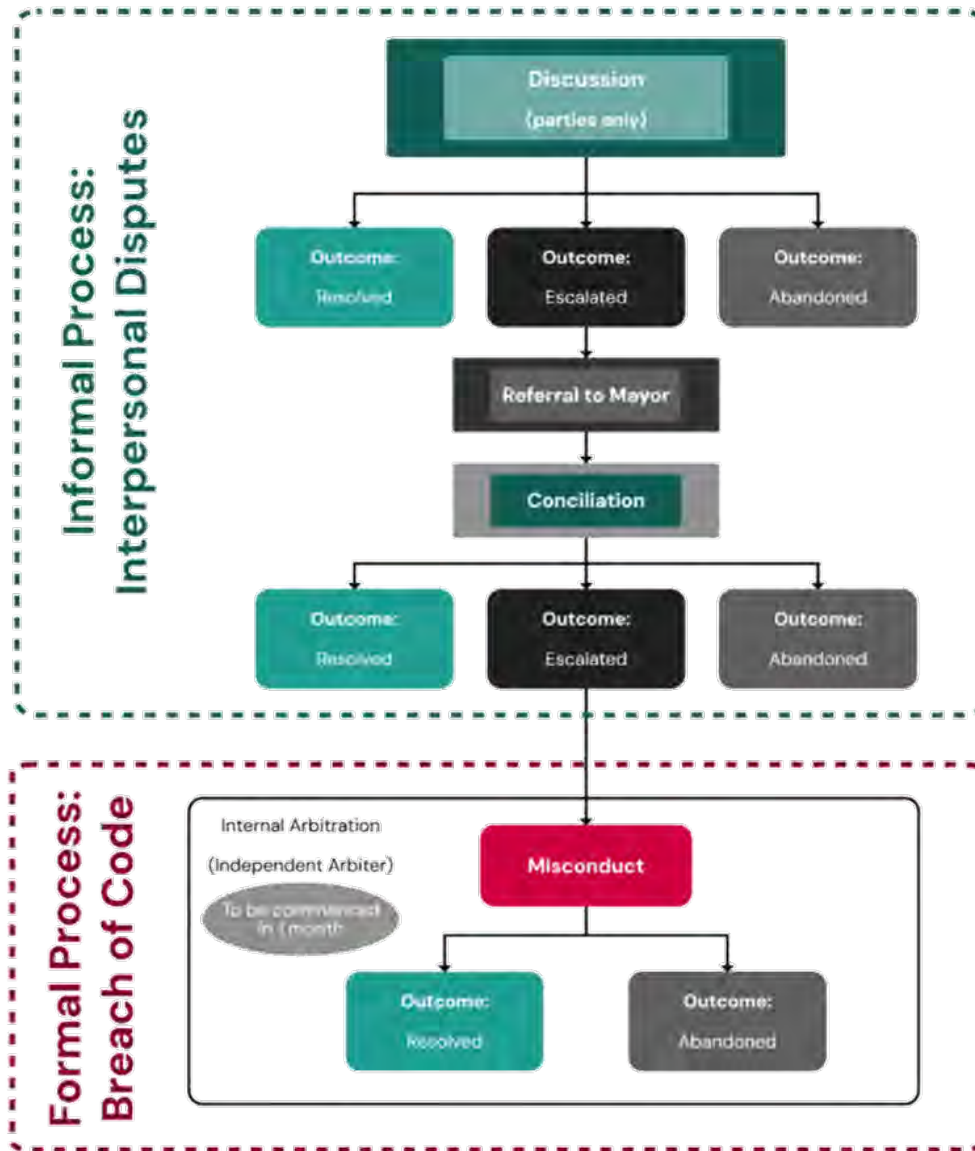 Informal Process:
Interpersonal Disputes
Discussion
(parties only)
Outcome:
Resolved
Outcome:
Escalated
Outcome:
Abandoned
Referral to Mayor
Conciliation
Outcome:
Resolved
Outcome:
Escalated
Outcome:
Abandoned
Formal Process:
Breach of Code
Internal Arbitration
(Independent Arbiter)
To be commenced
in 1 month
Misconduct
Outcome:
Resolved
Outcome:
Abandoned